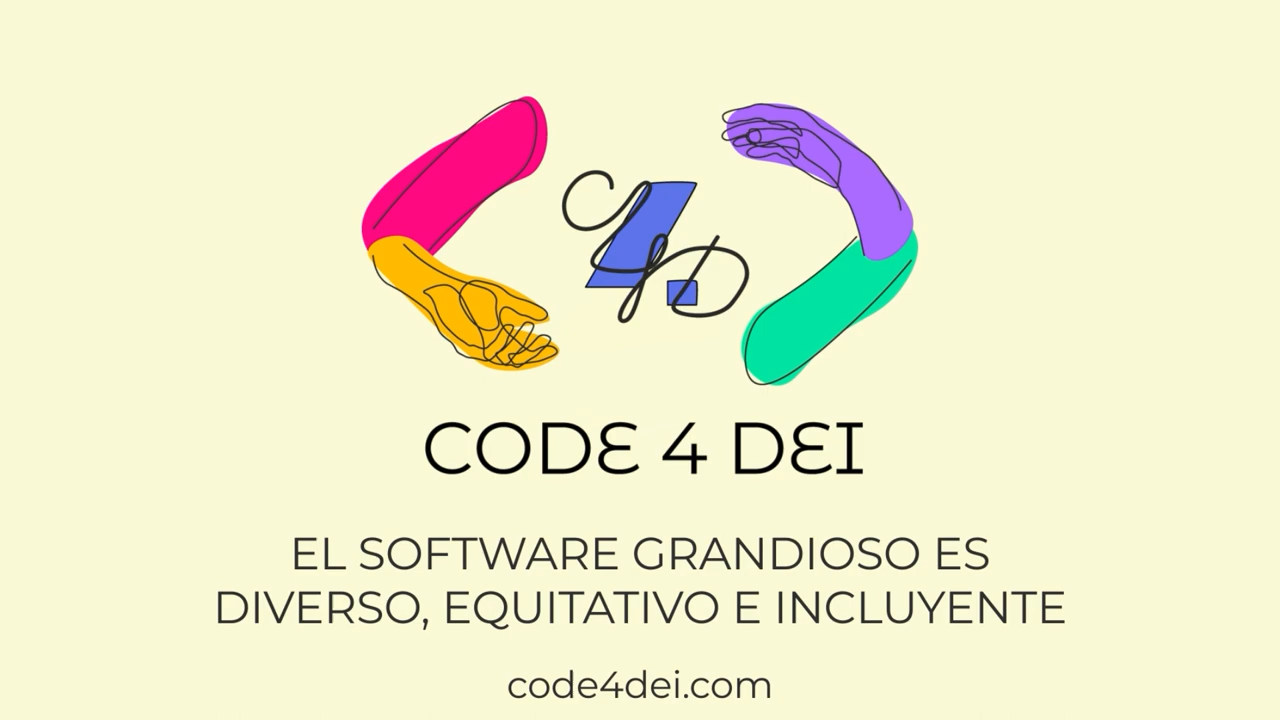 CODE 4 DEI
EL SOFTWARE GRANDIOSO ES
DIVERSO, EQUITATIVO E INCLUYENTE
code4dei.com